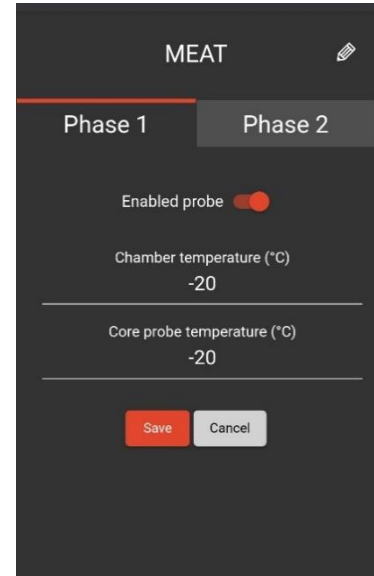 MEAT
Phase 1 Phase 2
Enabled probe
Chamber temperature (°C)
-20
Core probe temperature (°C)
-20
Save Cancel